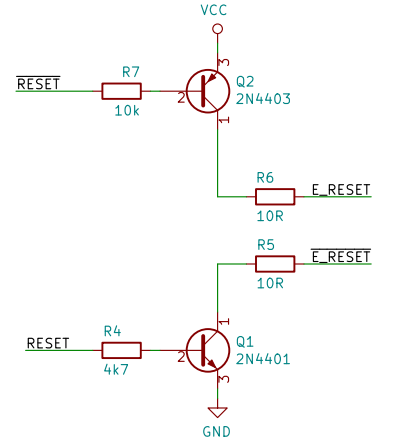 VCC
3
R7
Q2
RESET
2
2N4403
10k
1
R6
E_RESET
10R
R5
E_RESET
10R
1
R4
Q1
RESET
2
2N4401
4k7
3
GND